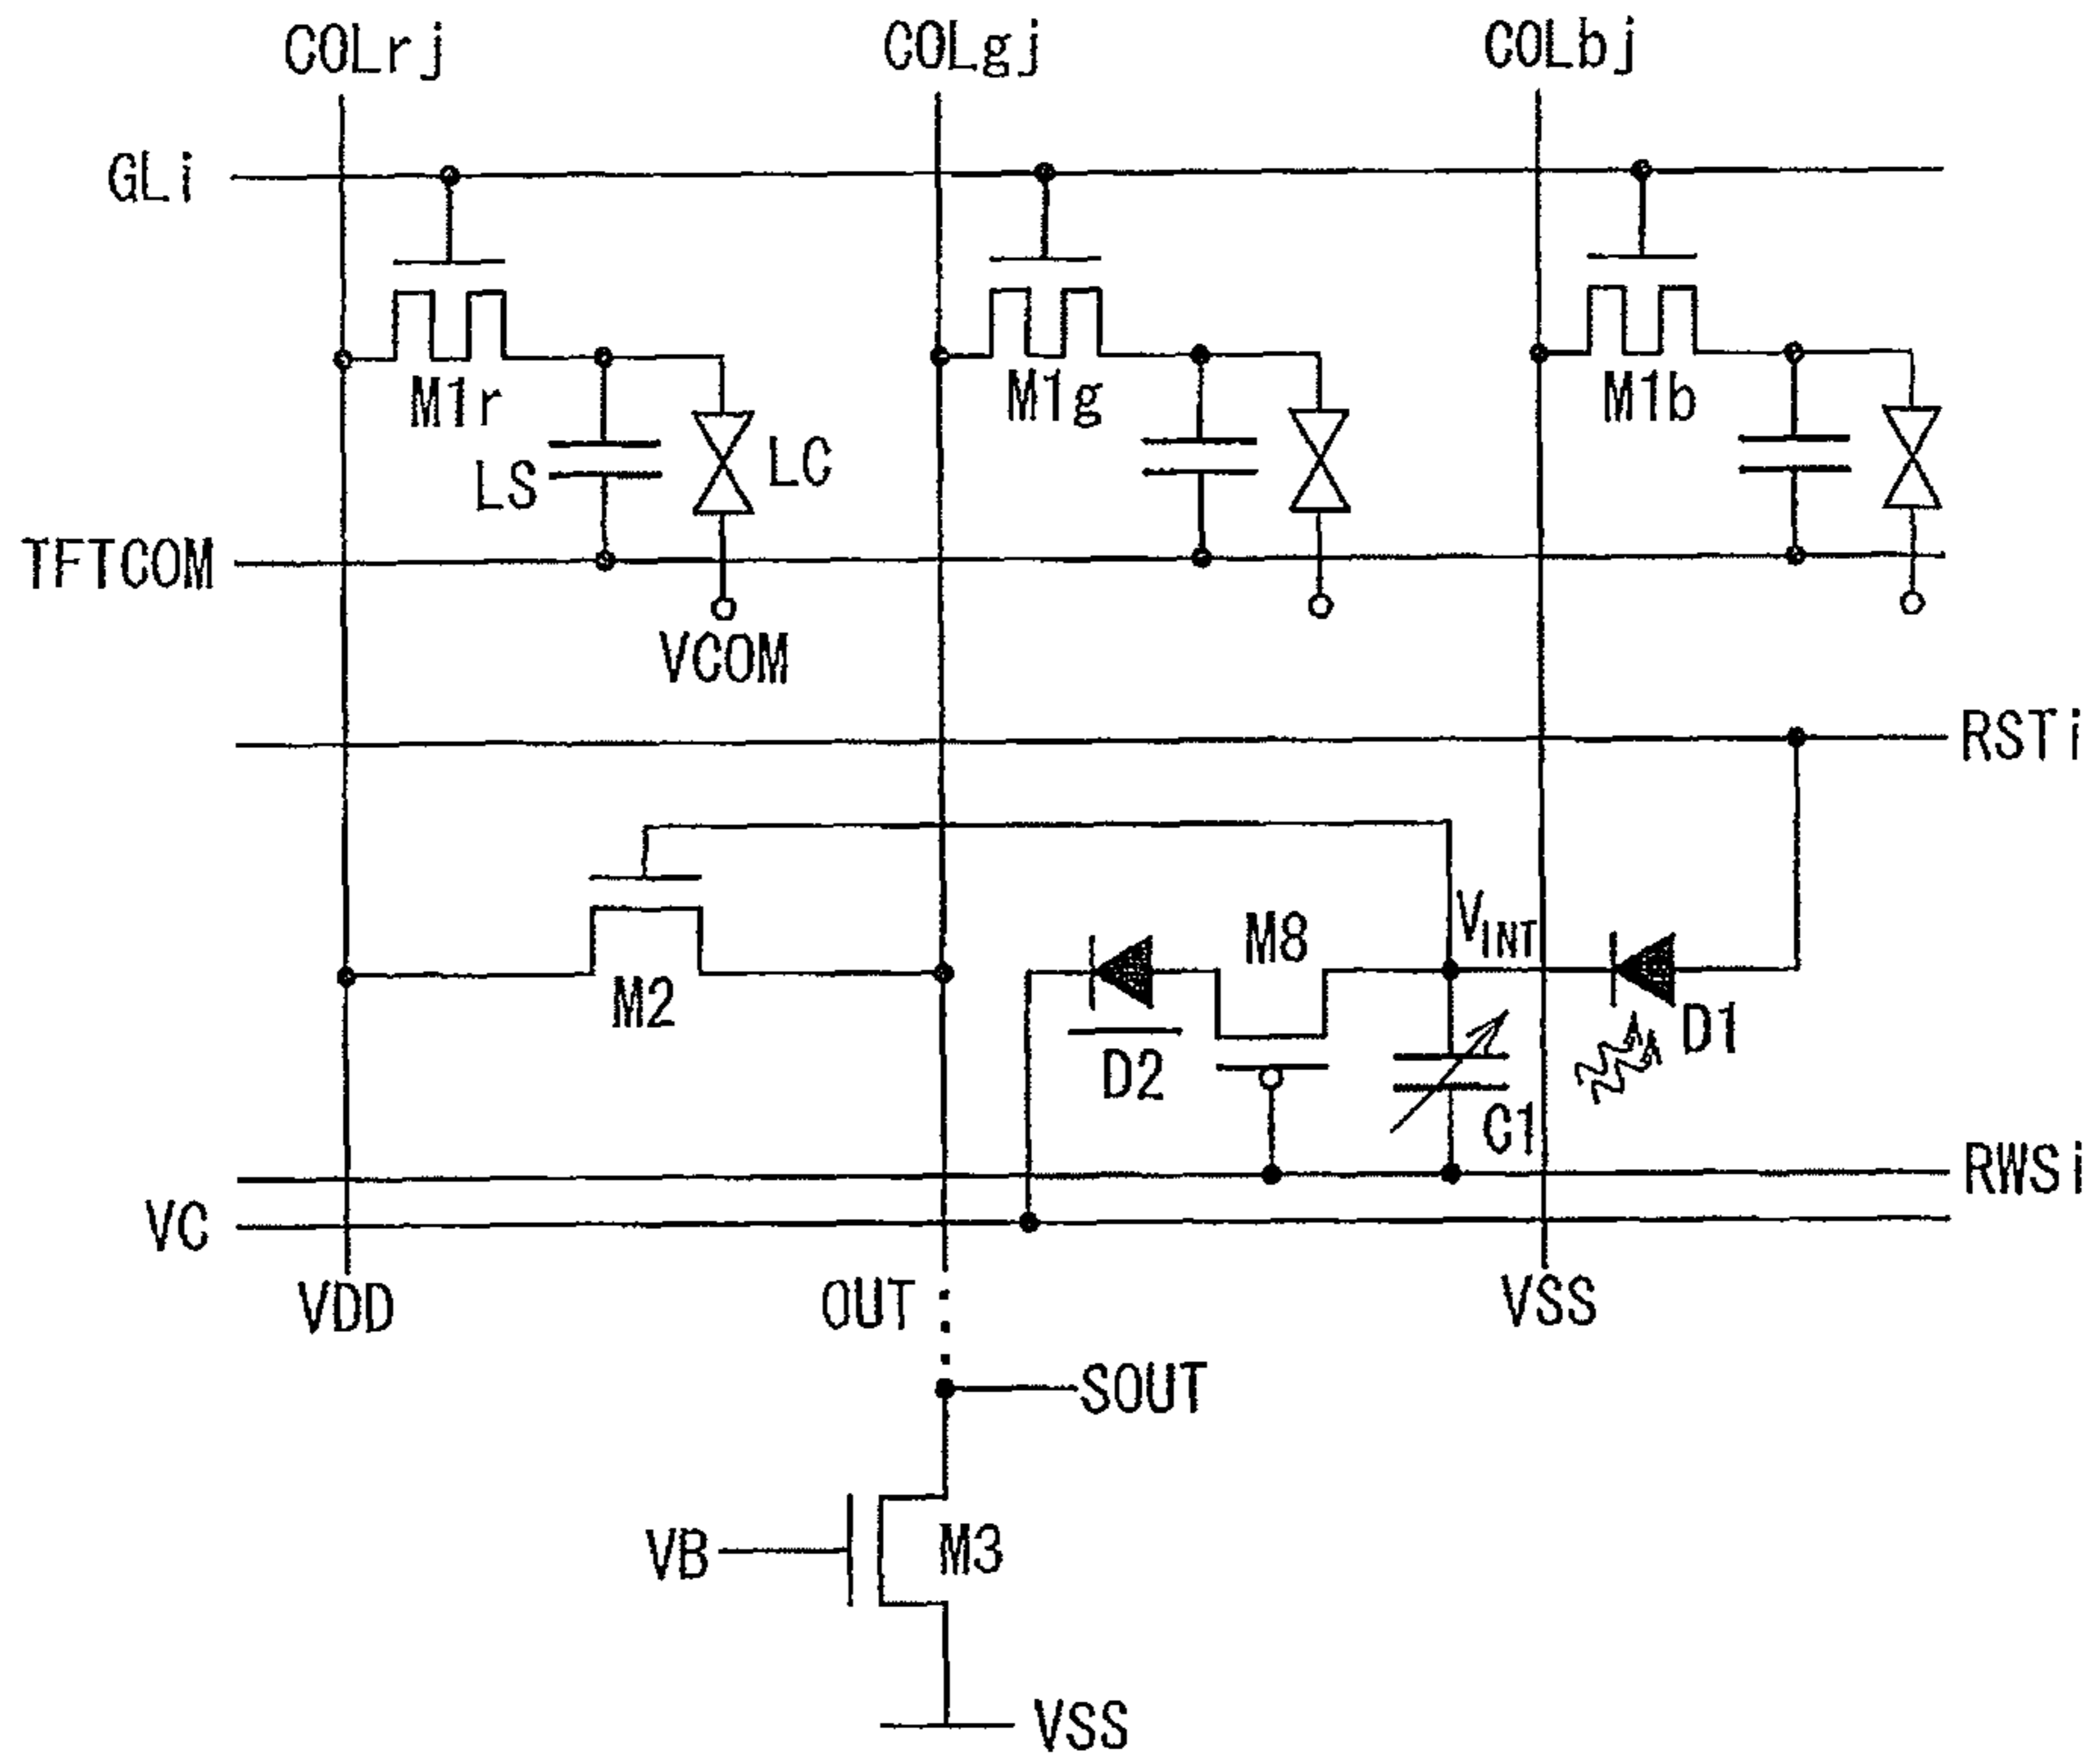 COLrj
COLgj
COLbj
GLi
M1r
M1g
M1b
LS
LC
TFTCOM
VCOM
RSTi
M2
M8
VINT
D2
C1
D1
RWSi
VC
VDD
OUT
VSS
SOUT
VB
M3
VSS